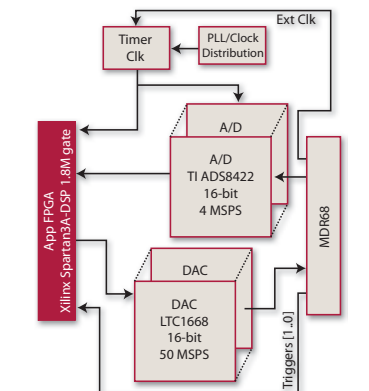 Ext Clk
Timer
Clk
PLL/Clock
Distribution
A/D
A/D
TI ADS8422
16-bit
4 MSPS
App FPGA
Xilinx Spartan3A-DSP 1.8M gate
MDR68
DAC
DAC
LTC1668
16-bit
50 MSPS
Triggers [1..0]